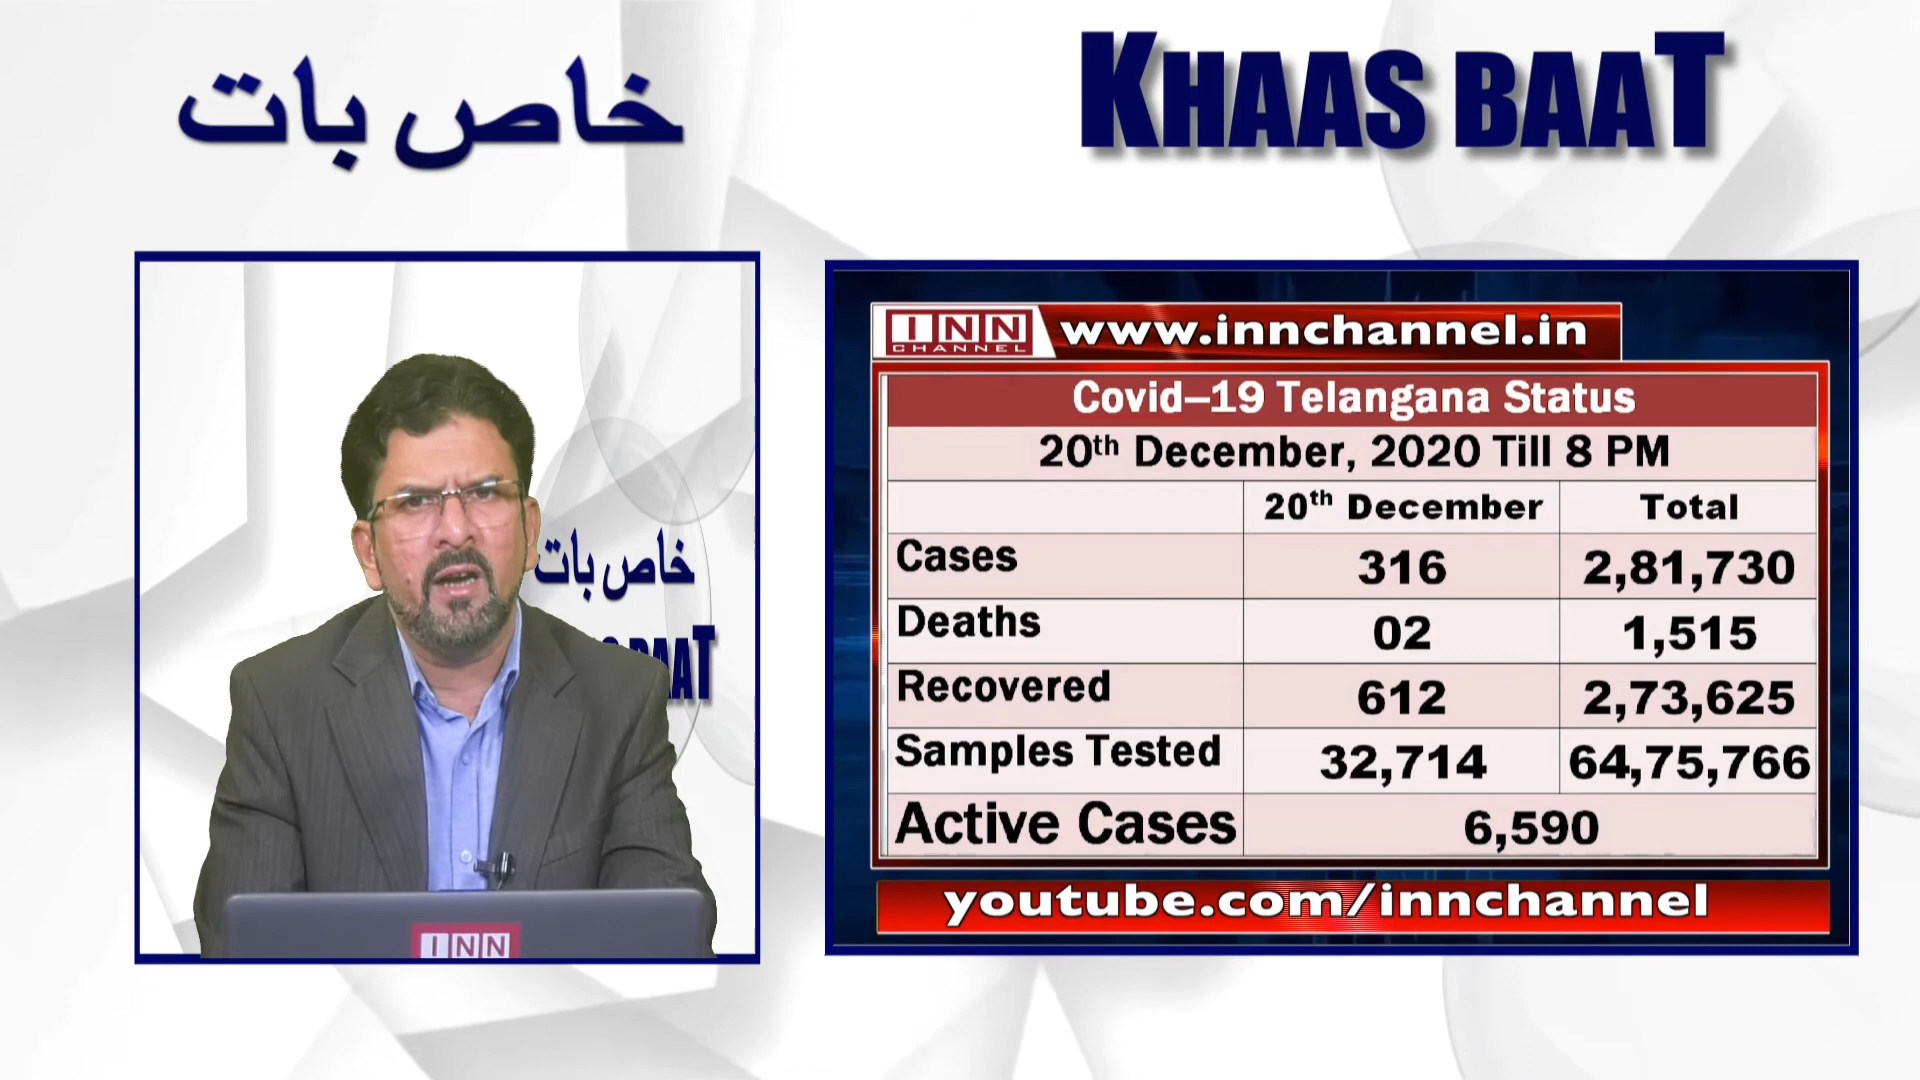 خاص بات
KHAAS BAAT
خاص بات
BAAT
INN
INN
CHANNEL
www.innchannel.in
Covid–19 Telangana Status
20th December, 2020 Till 8 PM
20th December Total
Cases 316 2,81,730
Deaths 02 1,515
Recovered 612 2,73,625
Samples Tested 32,714 64,75,766
Active Cases 6,590
youtube.com/innchannel